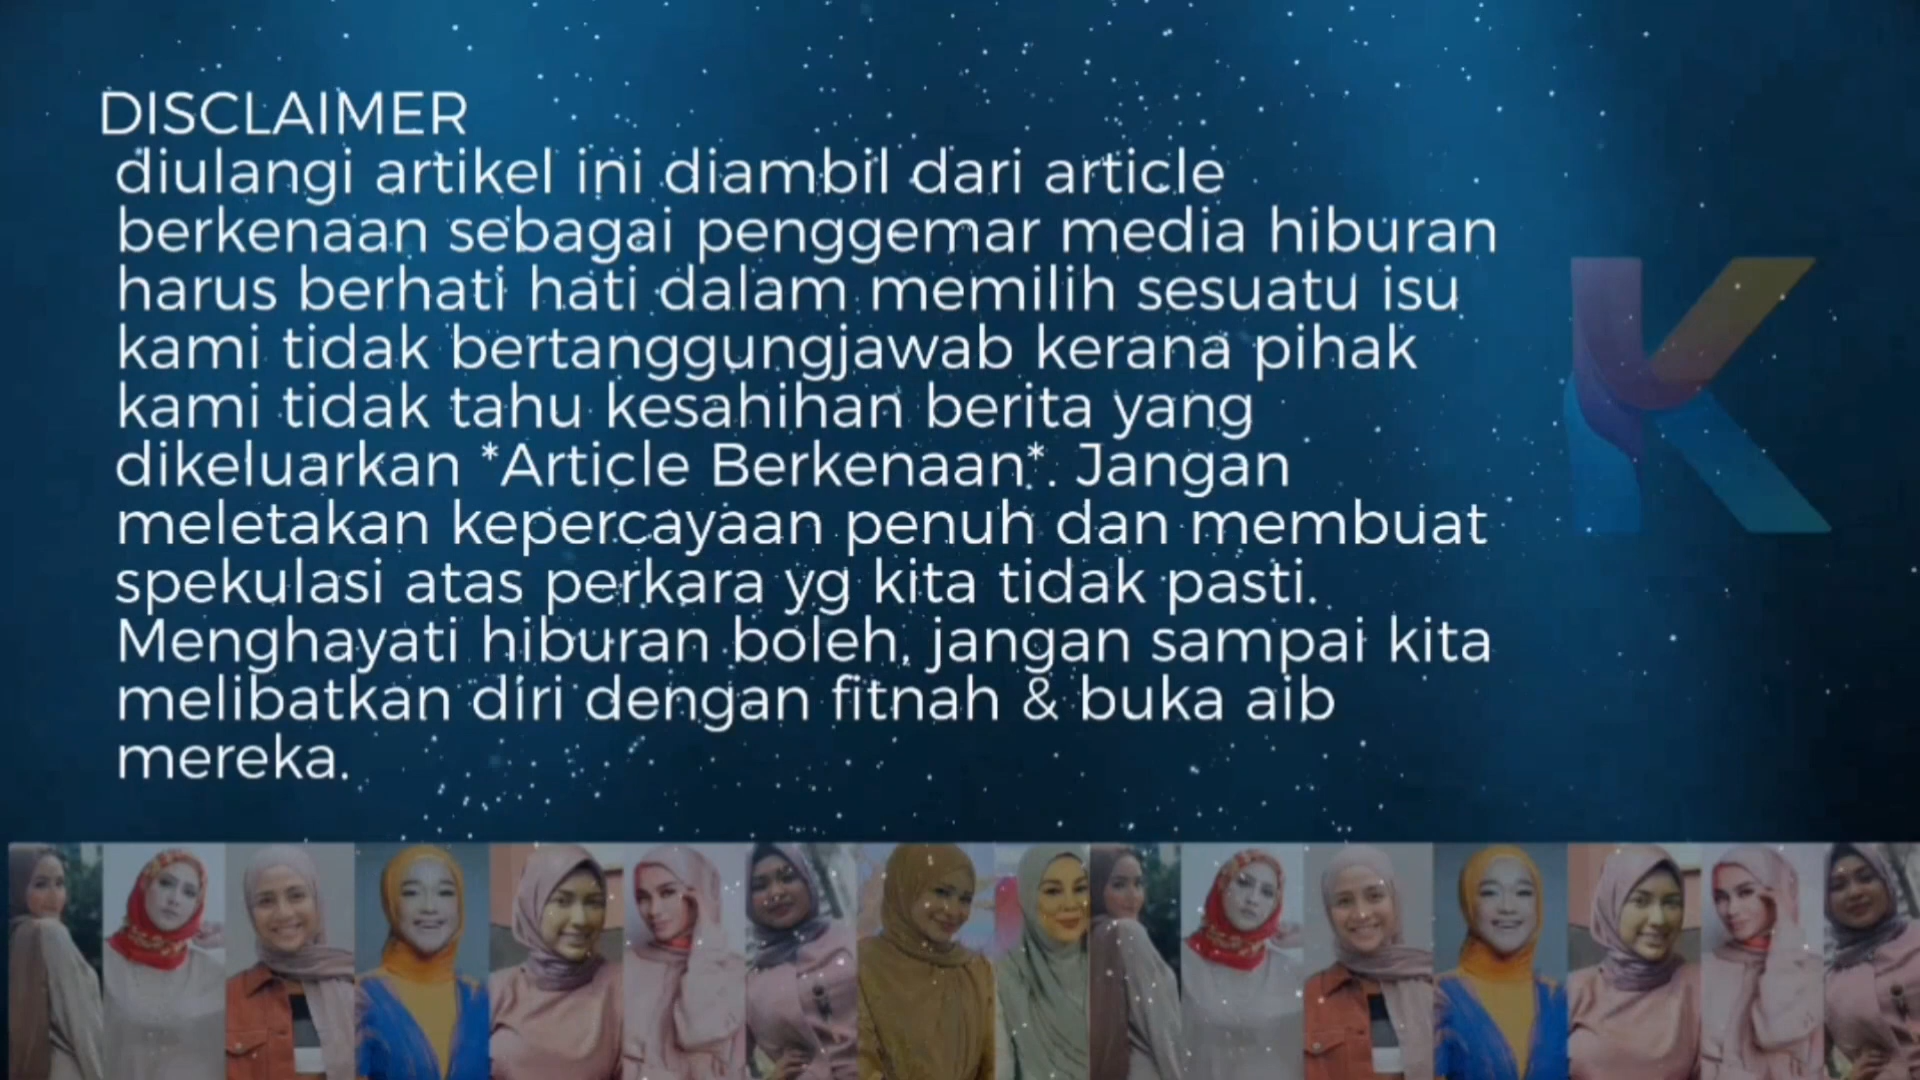 DISCLAIMER
diulangi artikel ini diambil dari article
berkenaan sebagai penggemar media hiburan
harus berhati hati dalam memilih sesuatu isu
kami tidak bertanggungjawab kerana pihak
kami tidak tahu kesahihan berita yang
dikeluarkan *Article Berkenaan*. Jangan
meletakan kepercayaan penuh dan membuat
spekulasi atas perkara yg kita tidak pasti.
Menghayati hiburan boleh, jangan sampai kita
melibatkan diri dengan fitnah & buka aib
mereka.
K